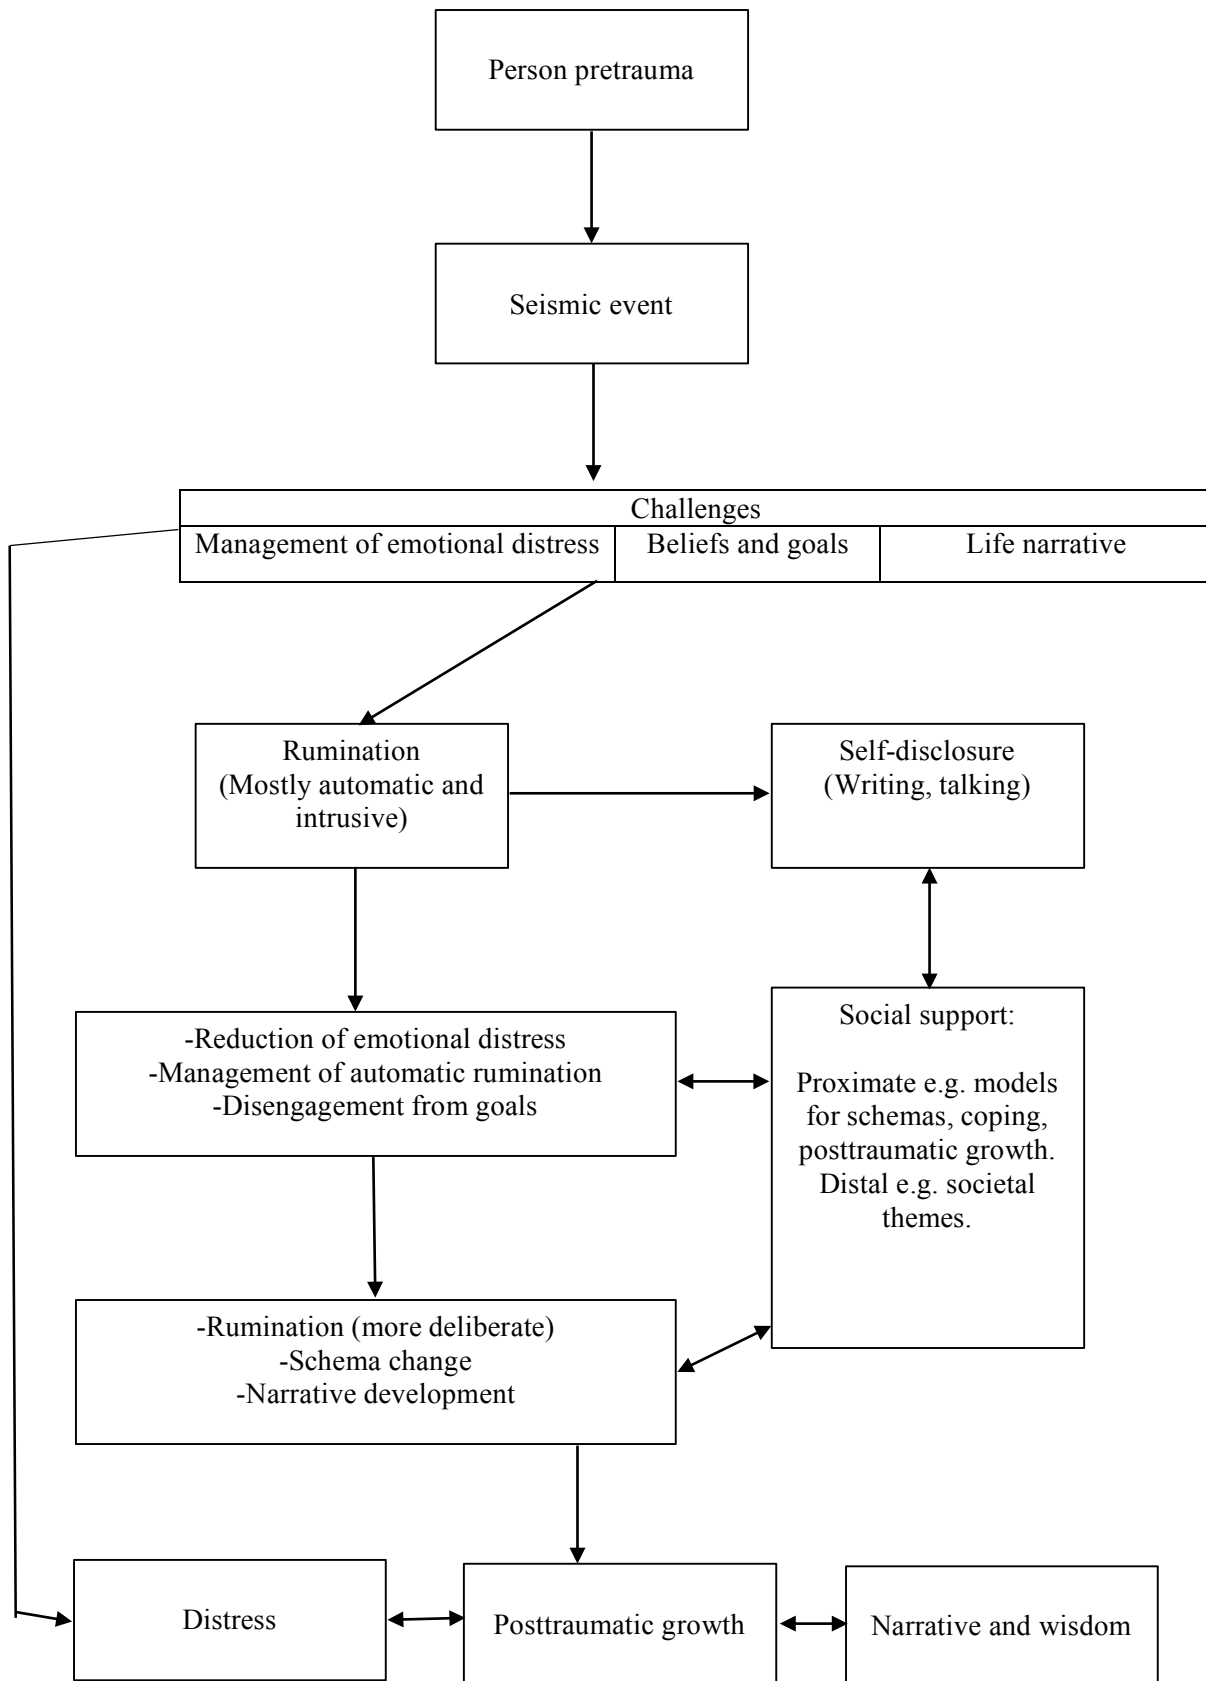 Person pretrauma
Seismic event
Challenges
Management of emotional distress
Beliefs and goals
Life narrative
Rumination
(Mostly automatic and
intrusive)
Self-disclosure
(Writing, talking)
-Reduction of emotional distress
-Management of automatic rumination
-Disengagement from goals
Social support:
Proximate e.g. models
for schemas, coping,
posttraumatic growth.
Distal e.g. societal
themes.
-Rumination (more deliberate)
-Schema change
-Narrative development
Distress
Posttraumatic growth
Narrative and wisdom